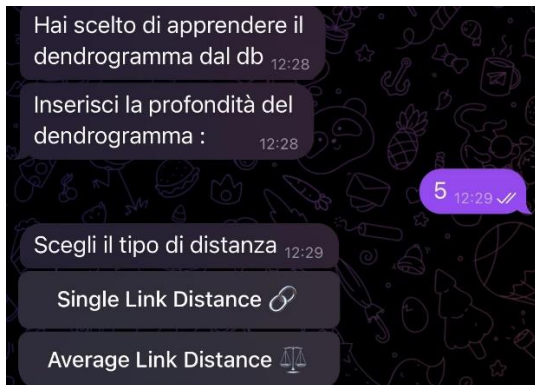 Hai scelto di apprendere il
dendrogramma dal db 12:28
Inserisci la profondità del
dendrogramma : 12:28
5 12:29
Scegli il tipo di distanza 12:29
Single Link Distance 🔗
Average Link Distance ⚖️